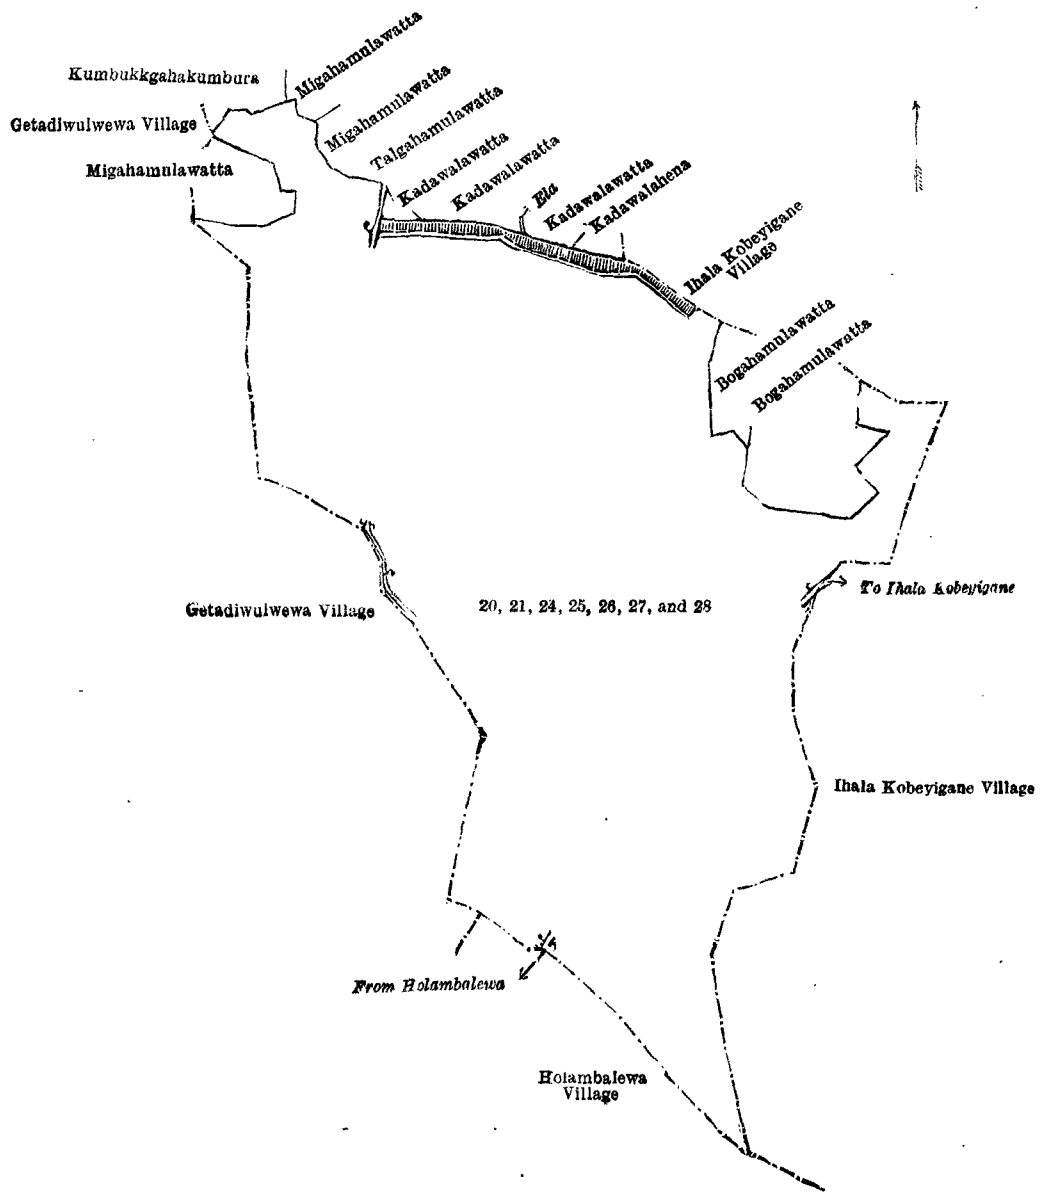 Migahamulawatta
Kumbukkgahakumbura
Migahamulawatta
Getadiwulwewa Village
Talgahamulawatta
Migahamulawatta
Kadawalawatta
Kadawalawatta
Ela
Kadawalawatta
Kadawalahena
Ihala Kobeyigane
Village
Bogahamulawatta
Bogahamulawatta
To Ihala Kobeyigane
Getadiwulwewa Village
20, 21, 24, 25, 26, 27, and 28
Ihala Kobeyigane Village
From Holambalewa
Holambalewa
Village